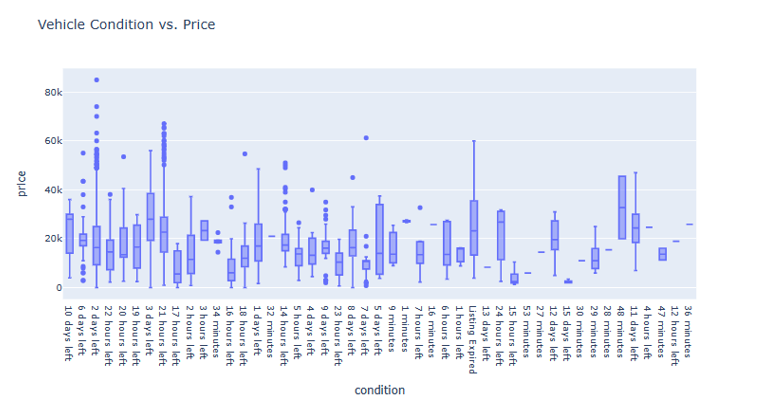 Vehicle Condition vs. Price
80k
60k
40k
20k
0
price
10 days left
6 days left
2 days left
22 hours left
20 hours left
19 hours left
3 days left
21 hours left
17 hours left
2 hours left
3 hours left
34 minutes
16 hours left
18 hours left
1 days left
32 minutes
14 hours left
5 hours left
4 days left
9 days left
23 hours left
8 days left
7 days left
5 days left
9 minutes
1 minutes
7 hours left
16 minutes
6 hours left
1 hours left
Listing Expired
13 days left
24 hours left
15 hours left
53 minutes
27 minutes
12 days left
15 days left
30 minutes
29 minutes
28 minutes
48 minutes
11 days left
4 hours left
47 minutes
12 hours left
36 minutes
condition